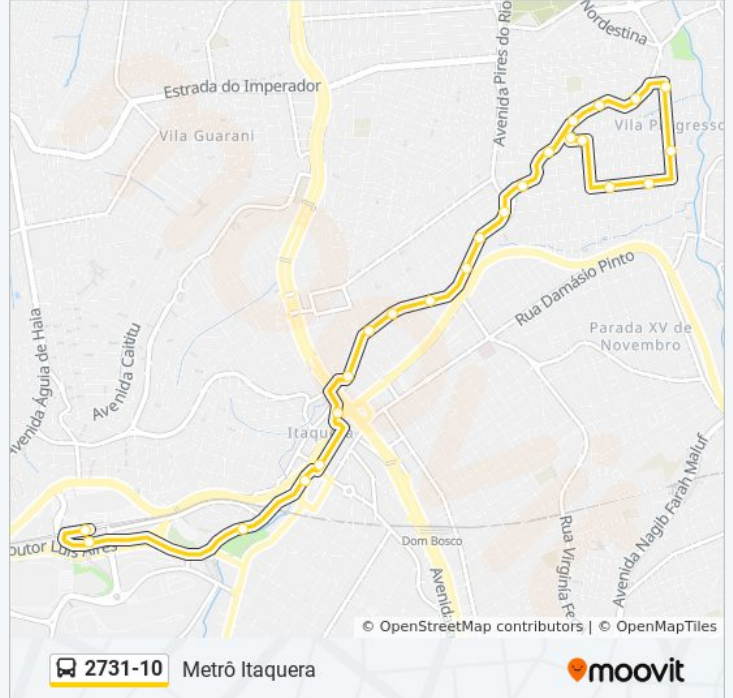 Nordestina
Avenida Pires do Rio
Estrada do Imperador
Vila Guarani
Vila Progresso
Rua Damásio Pinto
Parada XV de
Novembro
Avenida Águia de Haia
Avenida Caititu
Itaquera
Avenida Nagib Farah Maluf
outor Luis Aires
Dom Bosco
Rua Virgínia Fe
Avenida
© OpenStreetMap contributors | © OpenMapTiles
2731-10 Metrô Itaquera
moovit